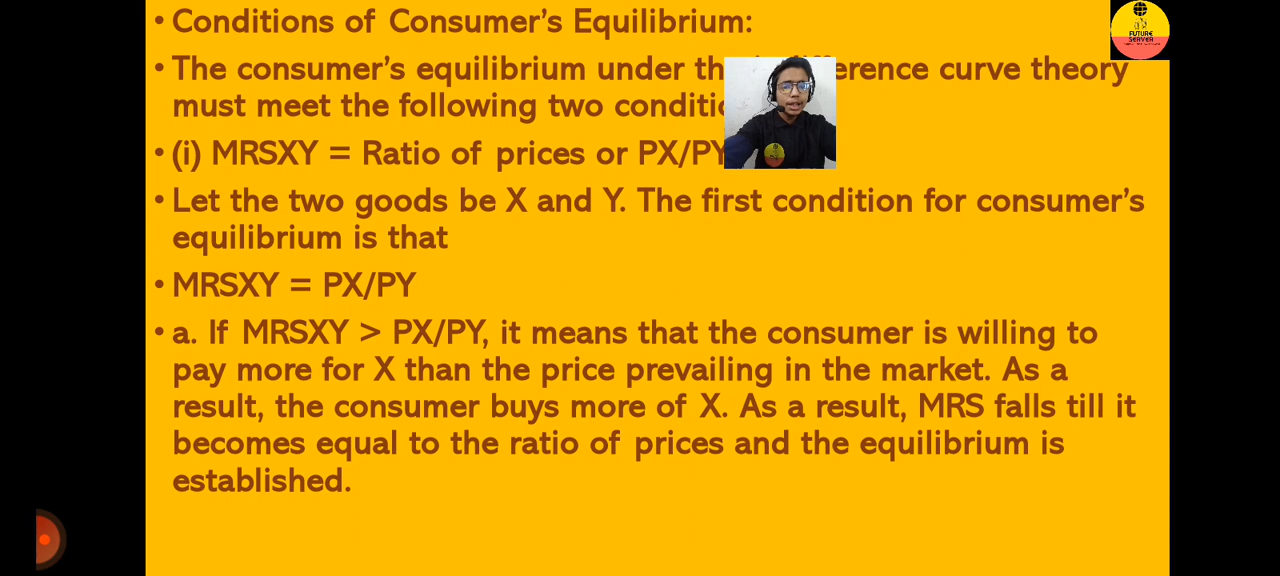 • Conditions of Consumer's Equilibrium:
• The consumer's equilibrium under erence curve theory
must meet the following two
• (i) MRSXY = Ratio of prices or PX/PY
• Let the two goods be X and Y. The first condition for consumer's
equilibrium is that
• MRSXY = PX/PY
• a. If MRSXY > PX/PY, it means that the consumer is willing to
pay more for X than the price prevailing in the market. As a
result, the consumer buys more of X. As a result, MRS falls till it
becomes equal to the ratio of prices and the equilibrium is
established.
FUTURE
SERVER